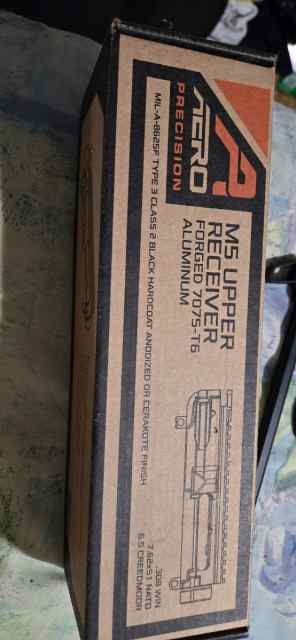 AERO
PRECISION
M5 UPPER
RECEIVER
FORGED 7075-T6
ALUMINUM
MIL-A-8625F TYPE 3 CLASS 2 BLACK HARDCOAT ANODIZED OR CERAKOTE FINISH
.308 WIN
7.62x51 NATO
6.5 CREEDMOOR